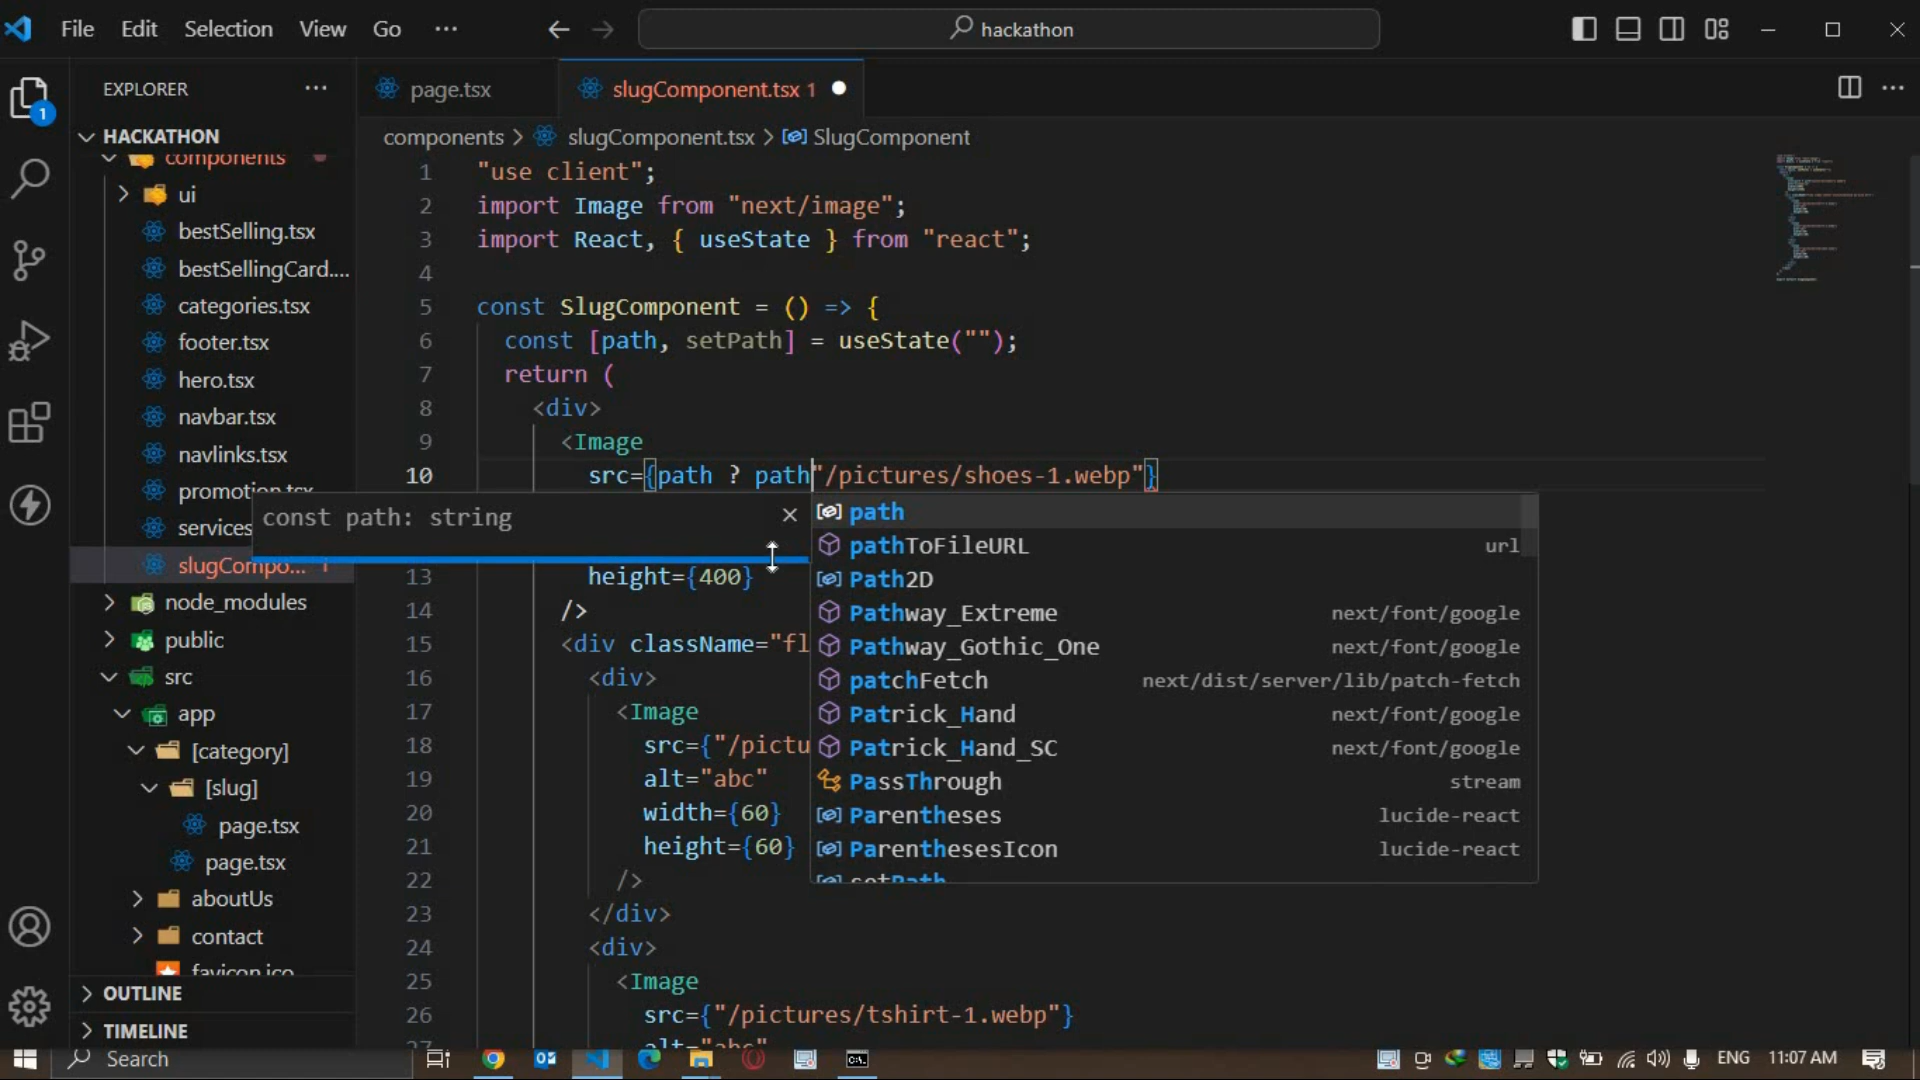 File Edit Selection View Go ··· hackathon
EXPLORER ···
HACKATHON
components
ui
bestSelling.tsx
bestSellingCard....
categories.tsx
footer.tsx
hero.tsx
navbar.tsx
navlinks.tsx
promotion.tsx
services
slugCompo... 1
node_modules
public
src
app
[category]
[slug]
page.tsx
page.tsx
aboutUs
contact
favicon.ico
OUTLINE
TIMELINE
1
page.tsx slugComponent.tsx 1
components > slugComponent.tsx > SlugComponent
1 "use client";
2 import Image from "next/image";
3 import React, { useState } from "react";
4
5 const SlugComponent = () => {
6 const [path, setPath] = useState("");
7 return (
8 <div>
9 <Image
10 src={path ? path"/pictures/shoes-1.webp"}
const path: string
13 height={400}
14 />
15 <div className="fl
16 <div>
17 <Image
18 src={"/pictu
19 alt="abc"
20 width={60}
21 height={60}
22 />
23 </div>
24 <div>
25 <Image
26 src={"/pictures/tshirt-1.webp"}
27 alt="abc"
path
pathToFileURL url
Path2D
Pathway_Extreme next/font/google
Pathway_Gothic_One next/font/google
patchFetch next/dist/server/lib/patch-fetch
Patrick_Hand next/font/google
Patrick_Hand_SC next/font/google
PassThrough stream
Parentheses lucide-react
ParenthesesIcon lucide-react
setPath
Search
ENG 11:07 AM